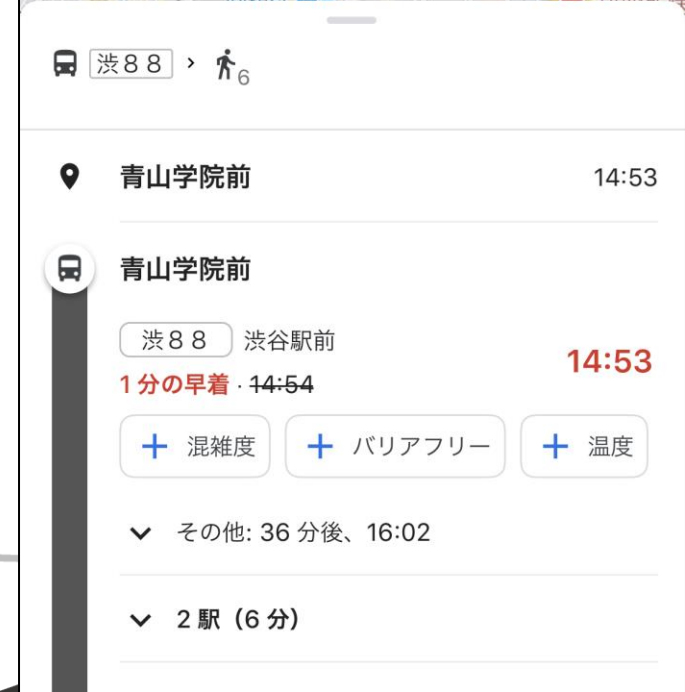 渋８８ › 6
青山学院前 14:53
青山学院前
渋８８ 渋谷駅前
14:53
1 分の早着 · 14:54
+ 混雑度 + バリアフリー + 温度
その他: 36 分後、16:02
2 駅（6 分）